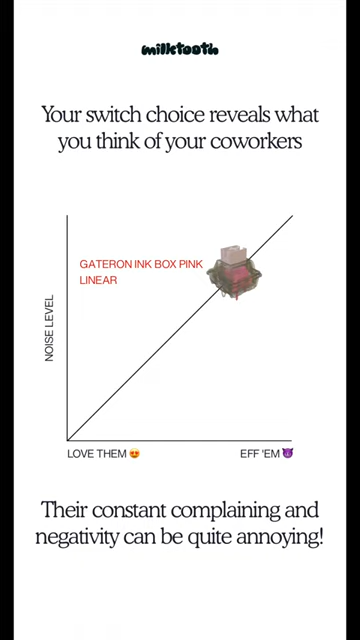 milktooth
Your switch choice reveals what
you think of your coworkers
GATERON INK BOX PINK
LINEAR
NOISE LEVEL
LOVE THEM 😍
EFF 'EM 😈
Their constant complaining and
negativity can be quite annoying!